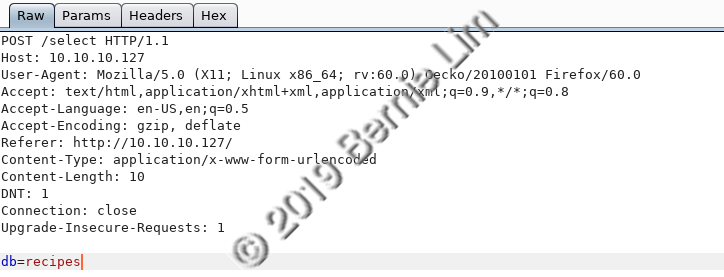 Raw Params Headers Hex
POST /select HTTP/1.1
Host: 10.10.10.127
User-Agent: Mozilla/5.0 (X11; Linux x86_64; rv:60.0) Gecko/20100101 Firefox/60.0
Accept: text/html,application/xhtml+xml,application/xml;q=0.9,*/*;q=0.8
Accept-Language: en-US,en;q=0.5
Accept-Encoding: gzip, deflate
Referer: http://10.10.10.127/
Content-Type: application/x-www-form-urlencoded
Content-Length: 10
DNT: 1
Connection: close
Upgrade-Insecure-Requests: 1
db=recipes
© 2019 Bernie Lim